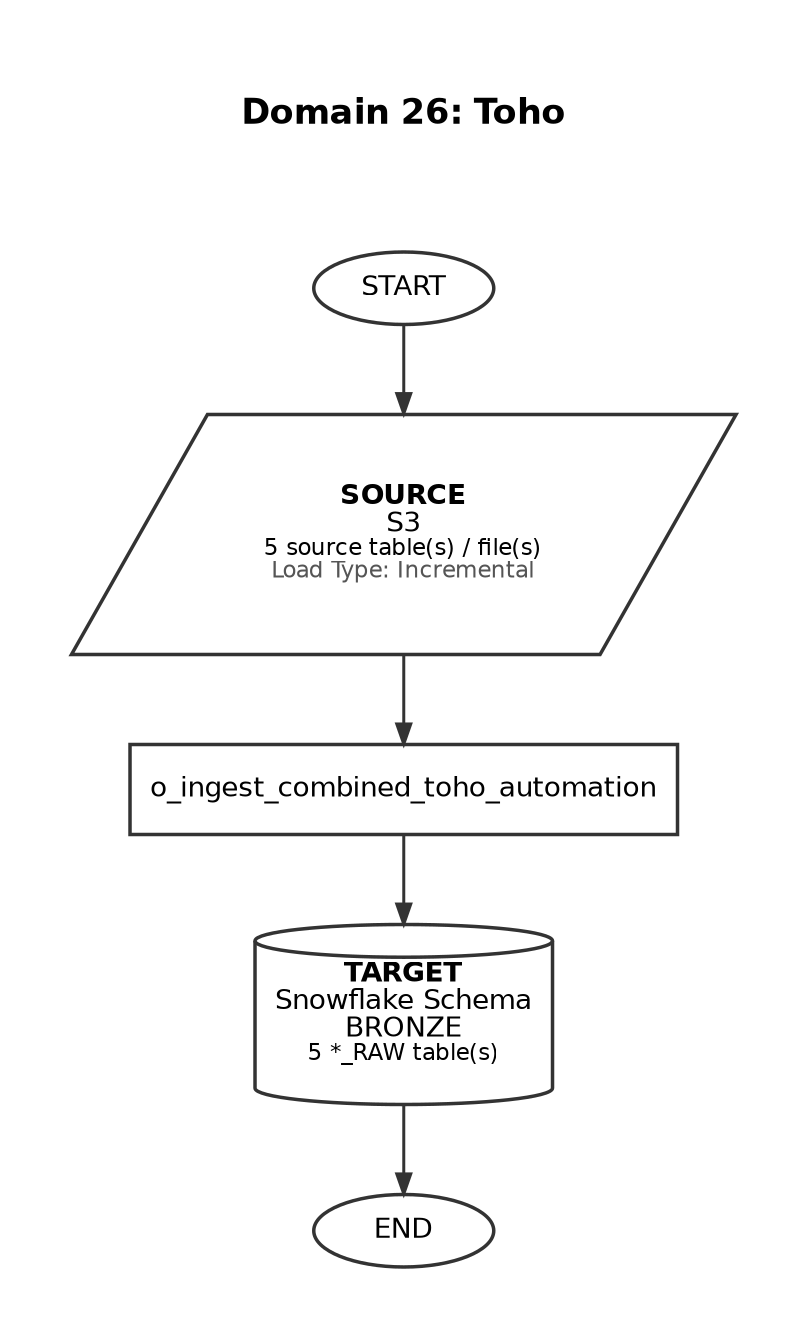 Domain 26: Toho
START
SOURCE
S3
5 source table(s) / file(s)
Load Type: Incremental
o_ingest_combined_toho_automation
TARGET
Snowflake Schema
BRONZE
5 *_RAW table(s)
END